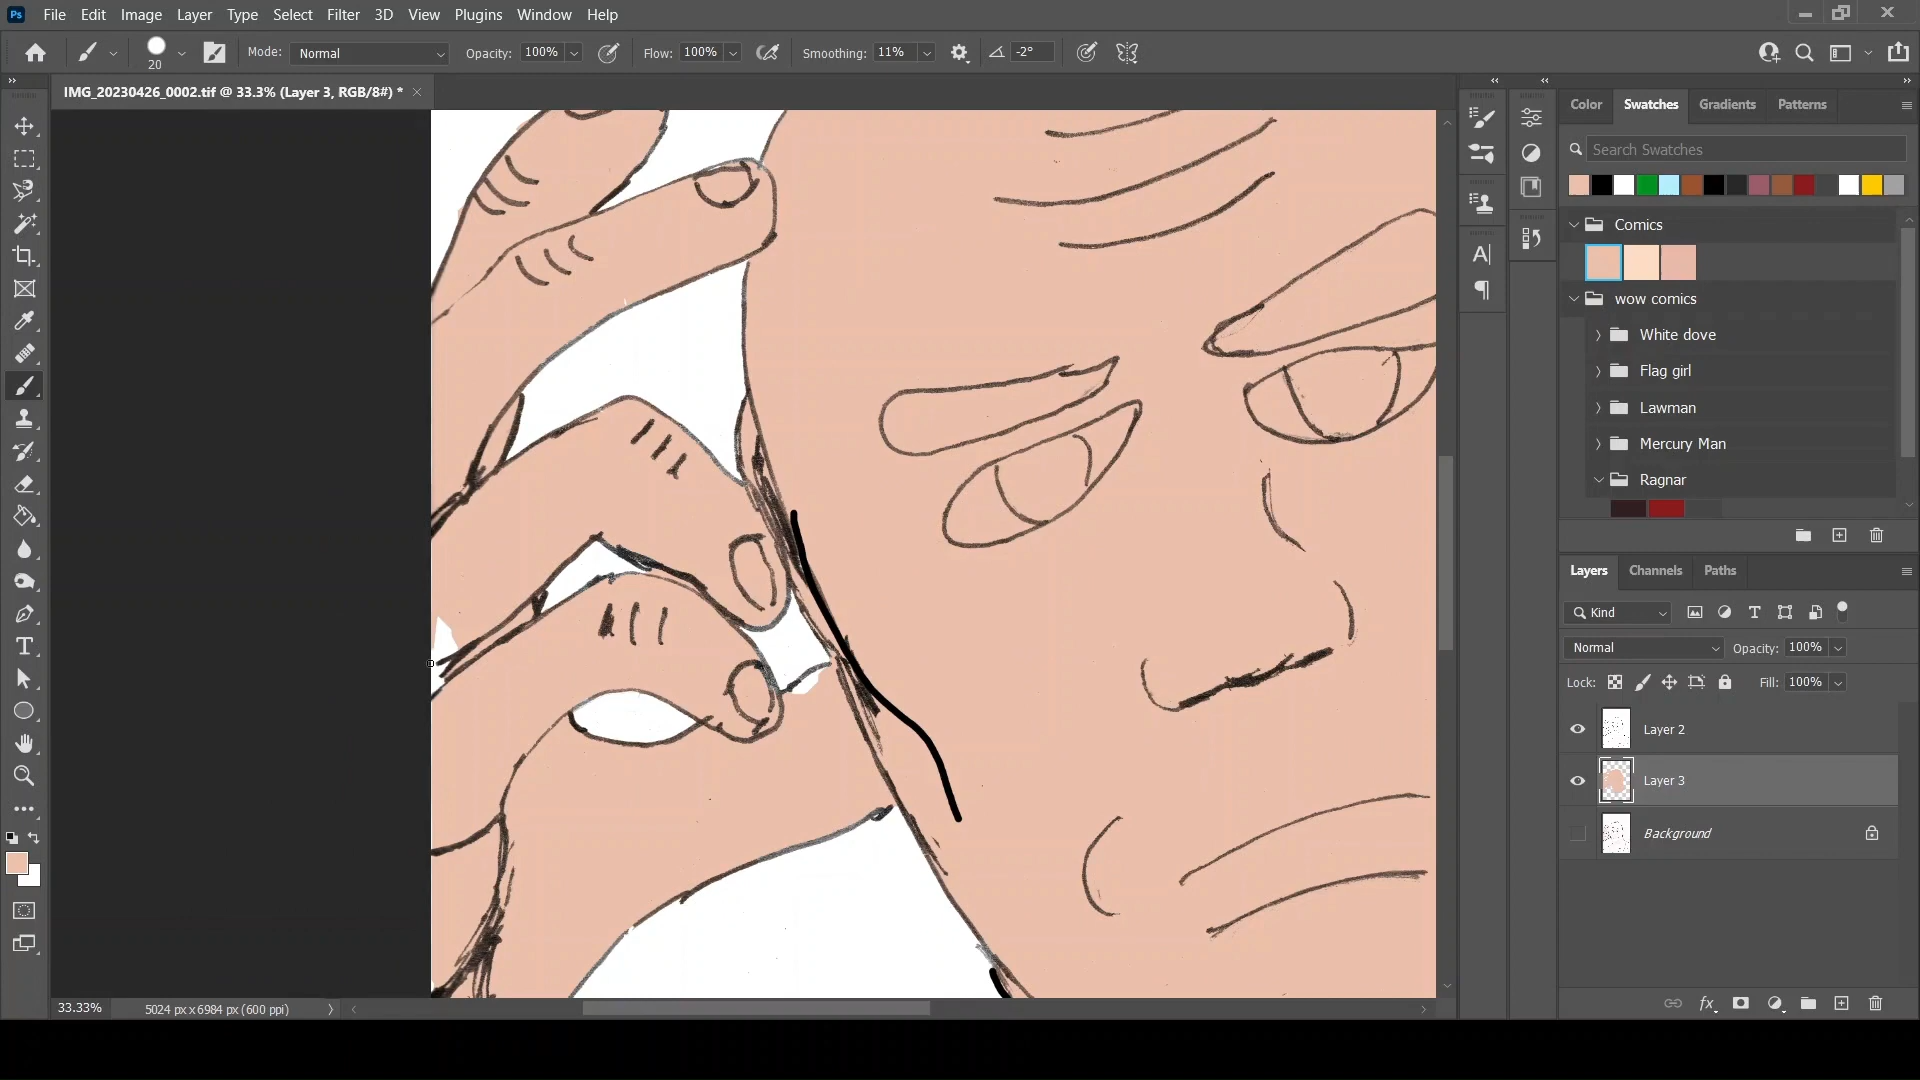 Ps File Edit Image Layer Type Select Filter 3D View Plugins Window Help
20 Mode: Normal Opacity: 100% Flow: 100% Smoothing: 11% -2°
IMG_20230426_0002.tif @ 33.3% (Layer 3, RGB/8#) *
Color Swatches Gradients Patterns
Search Swatches
Comics
wow comics
White dove
Flag girl
Lawman
Mercury Man
Ragnar
Layers Channels Paths
Kind
Normal Opacity: 100%
Lock: Fill: 100%
Layer 2
Layer 3
Background
33.33% 5024 px x 6984 px (600 ppi)